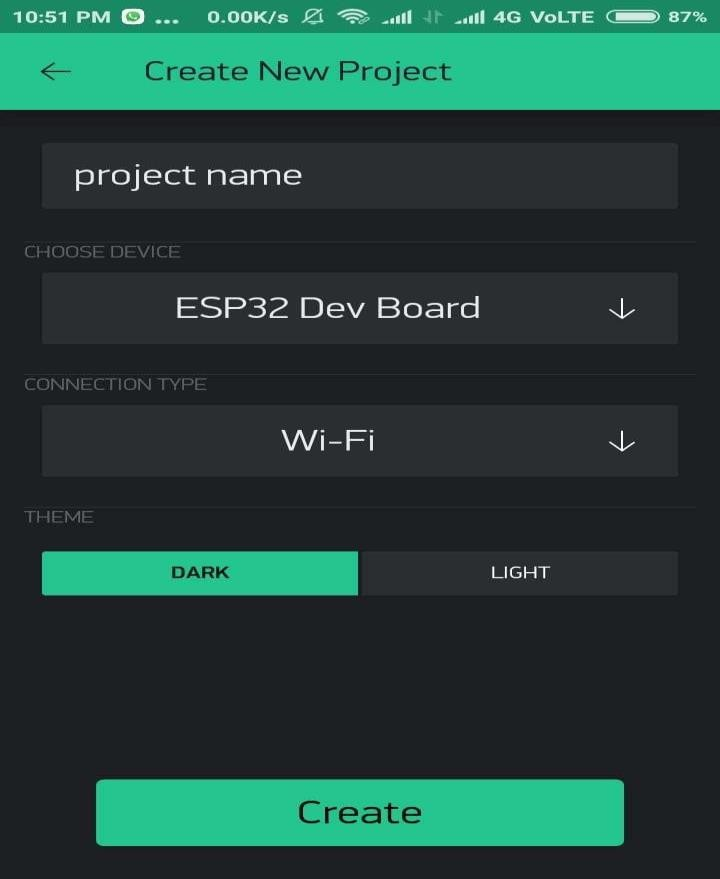 10:51 PM ... 0.00K/s 4G VoLTE 87%
Create New Project
project name
CHOOSE DEVICE
ESP32 Dev Board
CONNECTION TYPE
Wi-Fi
THEME
DARK LIGHT
Create